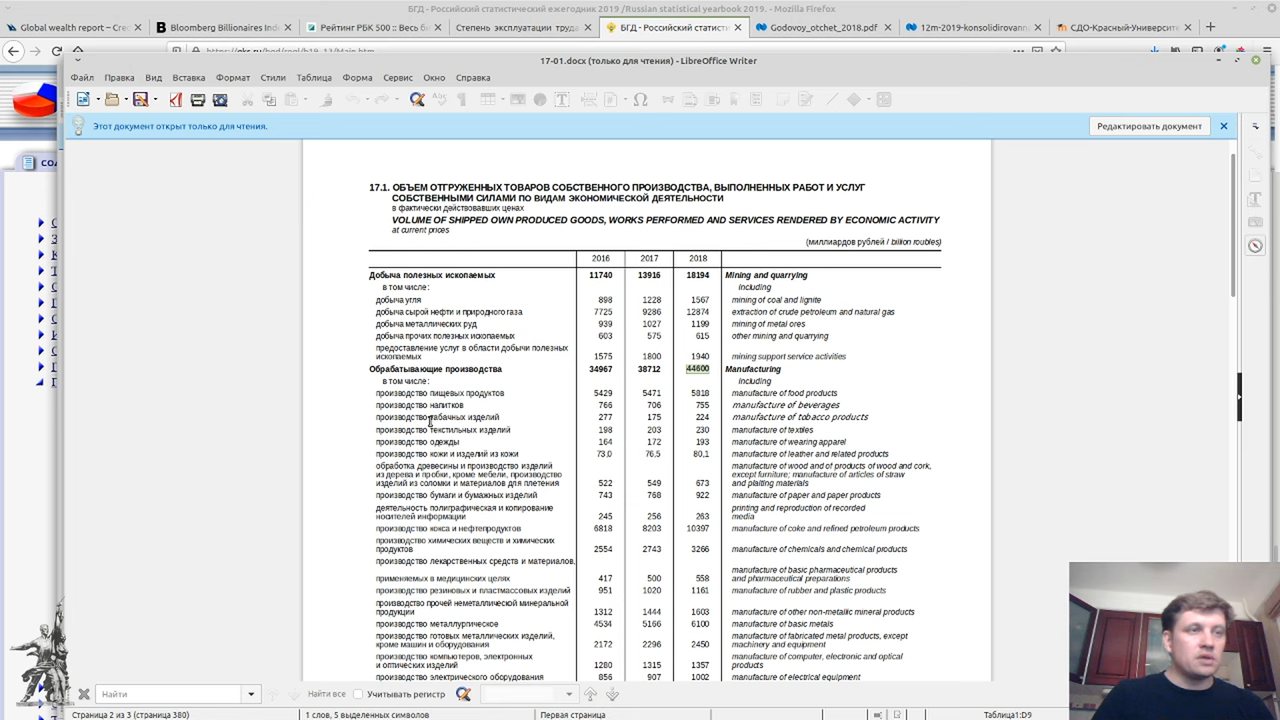 БГД - Российский статистический ежегодник 2019 /Russian statistical yearbook 2019. - Mozilla Firefox
Global wealth report – Cre
Bloomberg Billionaires Inde
Рейтинг РБК 500 :: Весь би
Степень эксплуатации труда
БГД - Российский статисти
Godovoy_otchet_2018.pdf
12m-2019-konsolidirovann
СДО-Красный-Университе
17-01.docx (только для чтения) - LibreOffice Writer
Файл Правка Вид Вставка Формат Стили Таблица Форма Сервис Окно Справка
Этот документ открыт только для чтения.
Редактировать документ
СО
17.1. ОБЪЕМ ОТГРУЖЕННЫХ ТОВАРОВ СОБСТВЕННОГО ПРОИЗВОДСТВА, ВЫПОЛНЕННЫХ РАБОТ И УСЛУГ
СОБСТВЕННЫМИ СИЛАМИ ПО ВИДАМ ЭКОНОМИЧЕСКОЙ ДЕЯТЕЛЬНОСТИ
в фактически действовавших ценах
VOLUME OF SHIPPED OWN PRODUCED GOODS, WORKS PERFORMED AND SERVICES RENDERED BY ECONOMIC ACTIVITY
at current prices
(миллиардов рублей / billion roubles)
2016 2017 2018
Добыча полезных ископаемых 11740 13916 18194 Mining and quarrying
в том числе: including
добыча угля 898 1228 1567 mining of coal and lignite
добыча сырой нефти и природного газа 7725 9286 12874 extraction of crude petroleum and natural gas
добыча металлических руд 939 1027 1199 mining of metal ores
добыча прочих полезных ископаемых 603 575 615 other mining and quarrying
предоставление услуг в области добычи полезных
ископаемых 1575 1800 1940 mining support service activities
Обрабатывающие производства 34967 38712 44600 Manufacturing
в том числе: including
производство пищевых продуктов 5429 5471 5818 manufacture of food products
производство напитков 766 706 755 manufacture of beverages
производство табачных изделий 277 175 224 manufacture of tobacco products
производство текстильных изделий 198 203 230 manufacture of textiles
производство одежды 164 172 193 manufacture of wearing apparel
производство кожи и изделий из кожи 73,0 76,5 80,1 manufacture of leather and related products
обработка древесины и производство изделий manufacture of wood and of products of wood and cork,
из дерева и пробки, кроме мебели, производство except furniture; manufacture of articles of straw
изделий из соломки и материалов для плетения 522 549 673 and plaiting materials
производство бумаги и бумажных изделий 743 768 922 manufacture of paper and paper products
деятельность полиграфическая и копирование printing and reproduction of recorded
носителей информации 245 256 263 media
производство кокса и нефтепродуктов 6818 8203 10397 manufacture of coke and refined petroleum products
производство химических веществ и химических
продуктов 2554 2743 3266 manufacture of chemicals and chemical products
производство лекарственных средств и материалов,
manufacture of basic pharmaceutical products
применяемых в медицинских целях 417 500 558 and pharmaceutical preparations
производство резиновых и пластмассовых изделий 951 1020 1161 manufacture of rubber and plastic products
производство прочей неметаллической минеральной
продукции 1312 1444 1603 manufacture of other non-metallic mineral products
производство металлургическое 4534 5166 6100 manufacture of basic metals
производство готовых металлических изделий, manufacture of fabricated metal products, except
кроме машин и оборудования 2172 2296 2450 machinery and equipment
производство компьютеров, электронных manufacture of computer, electronic and optical
и оптических изделий 1280 1315 1357 products
производство электрического оборудования 856 907 1002 manufacture of electrical equipment
Найти Найти все Учитывать регистр
Страница 2 из 3 (страница 380) 1 слов, 5 выделенных символов Первая страница Таблица1:D9